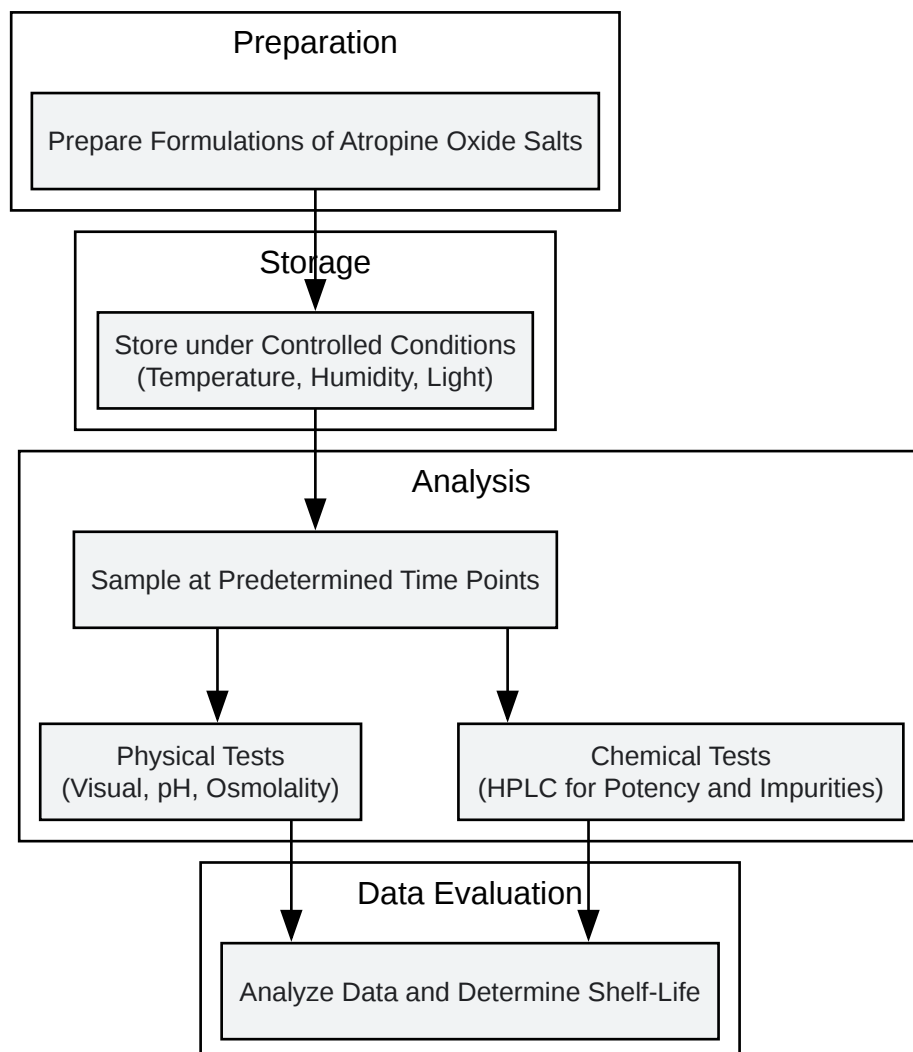 Preparation
Prepare Formulations of Atropine Oxide Salts
Storage
Store under Controlled Conditions
(Temperature, Humidity, Light)
Analysis
Sample at Predetermined Time Points
Physical Tests
(Visual, pH, Osmolality)
Chemical Tests
(HPLC for Potency and Impurities)
Data Evaluation
Analyze Data and Determine Shelf-Life